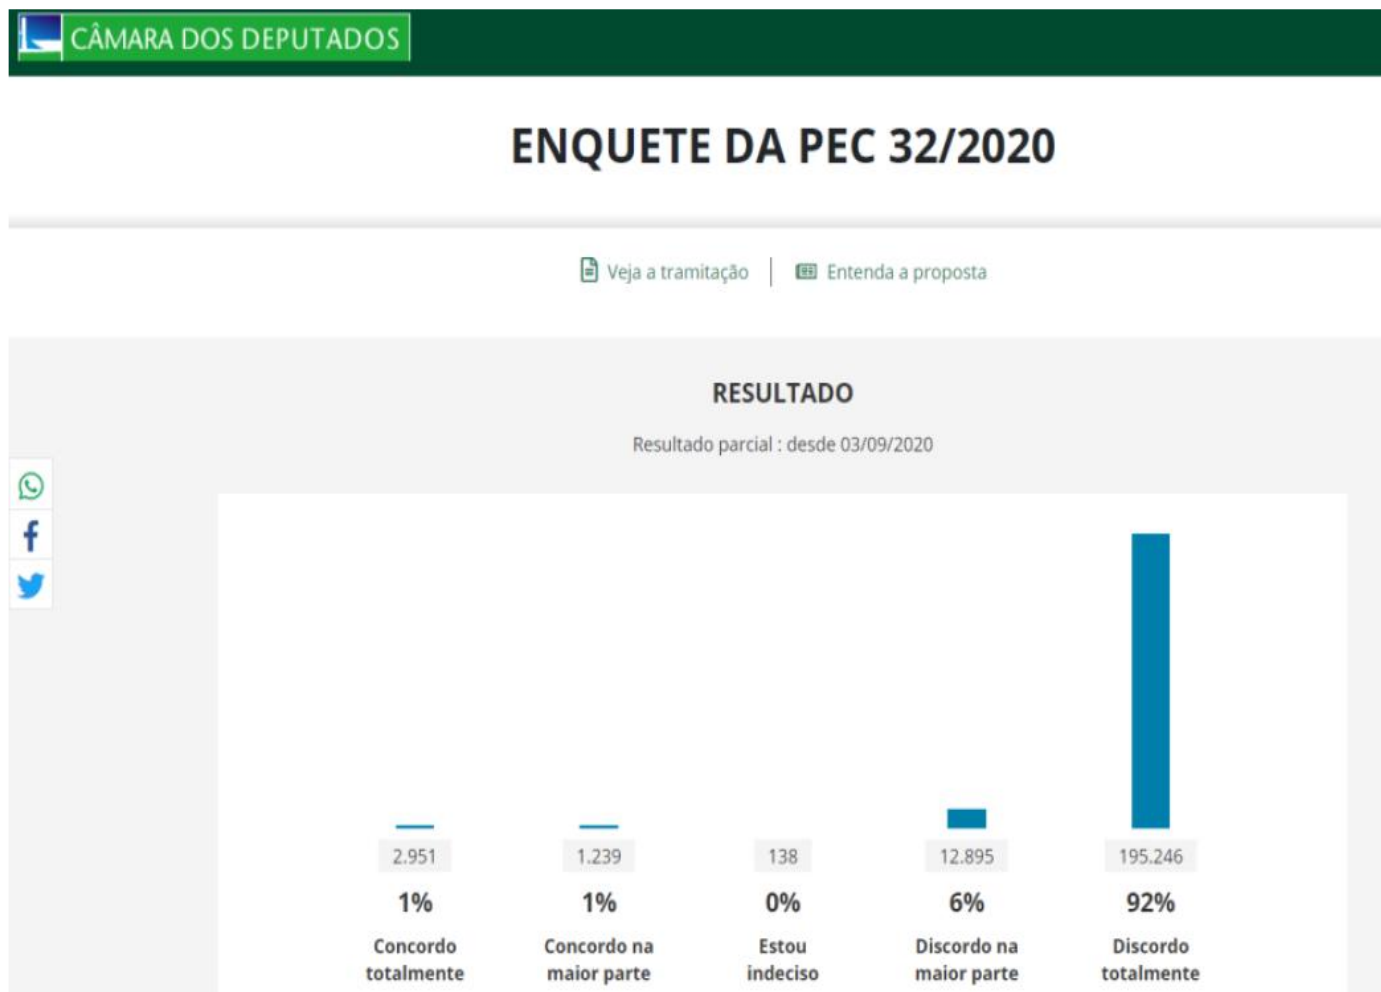 CÂMARA DOS DEPUTADOS
ENQUETE DA PEC 32/2020
Veja a tramitação | Entenda a proposta
RESULTADO
Resultado parcial : desde 03/09/2020
2.951 1.239 138 12.895 195.246
1% 1% 0% 6% 92%
Concordo Concordo na Estou Discordo na Discordo
totalmente maior parte indeciso maior parte totalmente